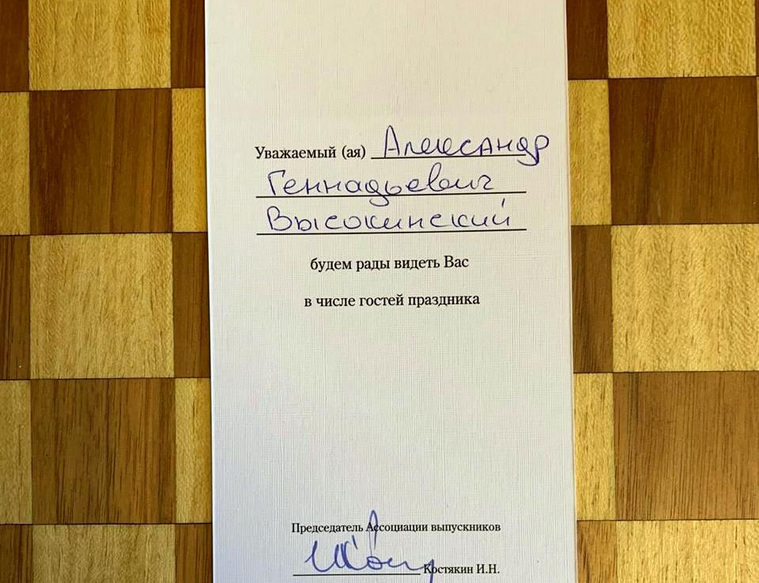 Уважаемый (ая) Александр
Геннадьевич
Высокинский
будем рады видеть Вас
в числе гостей праздника
Председатель Ассоциации выпускников
Костякин И.Н.